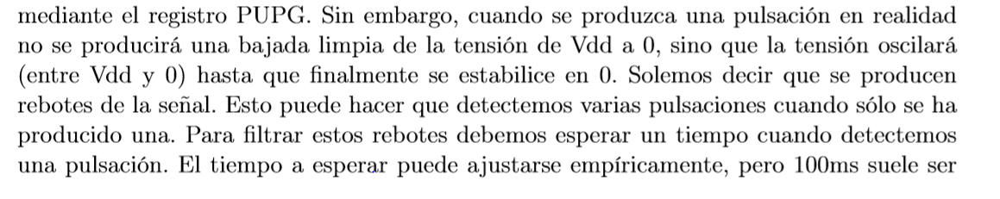 mediante el registro PUPG. Sin embargo, cuando se produzca una pulsación en realidad
no se producirá una bajada limpia de la tensión de Vdd a 0, sino que la tensión oscilará
(entre Vdd y 0) hasta que finalmente se estabilice en 0. Solemos decir que se producen
rebotes de la señal. Esto puede hacer que detectemos varias pulsaciones cuando sólo se ha
producido una. Para filtrar estos rebotes debemos esperar un tiempo cuando detectemos
una pulsación. El tiempo a esperar puede ajustarse empíricamente, pero 100ms suele ser